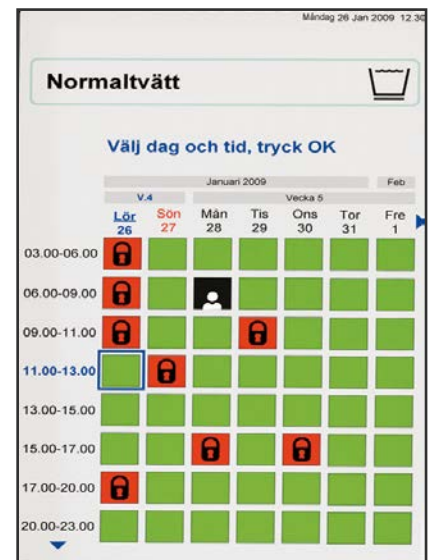 Måndag 26 Jan 2009 12.30
Normaltvätt
Välj dag och tid, tryck OK
Januari 2009 Feb
V.4 Vecka 5
Lör Sön Mån Tis Ons Tor Fre
26 27 28 29 30 31 1
03.00-06.00
06.00-09.00
09.00-11.00
11.00-13.00
13.00-15.00
15.00-17.00
17.00-20.00
20.00-23.00